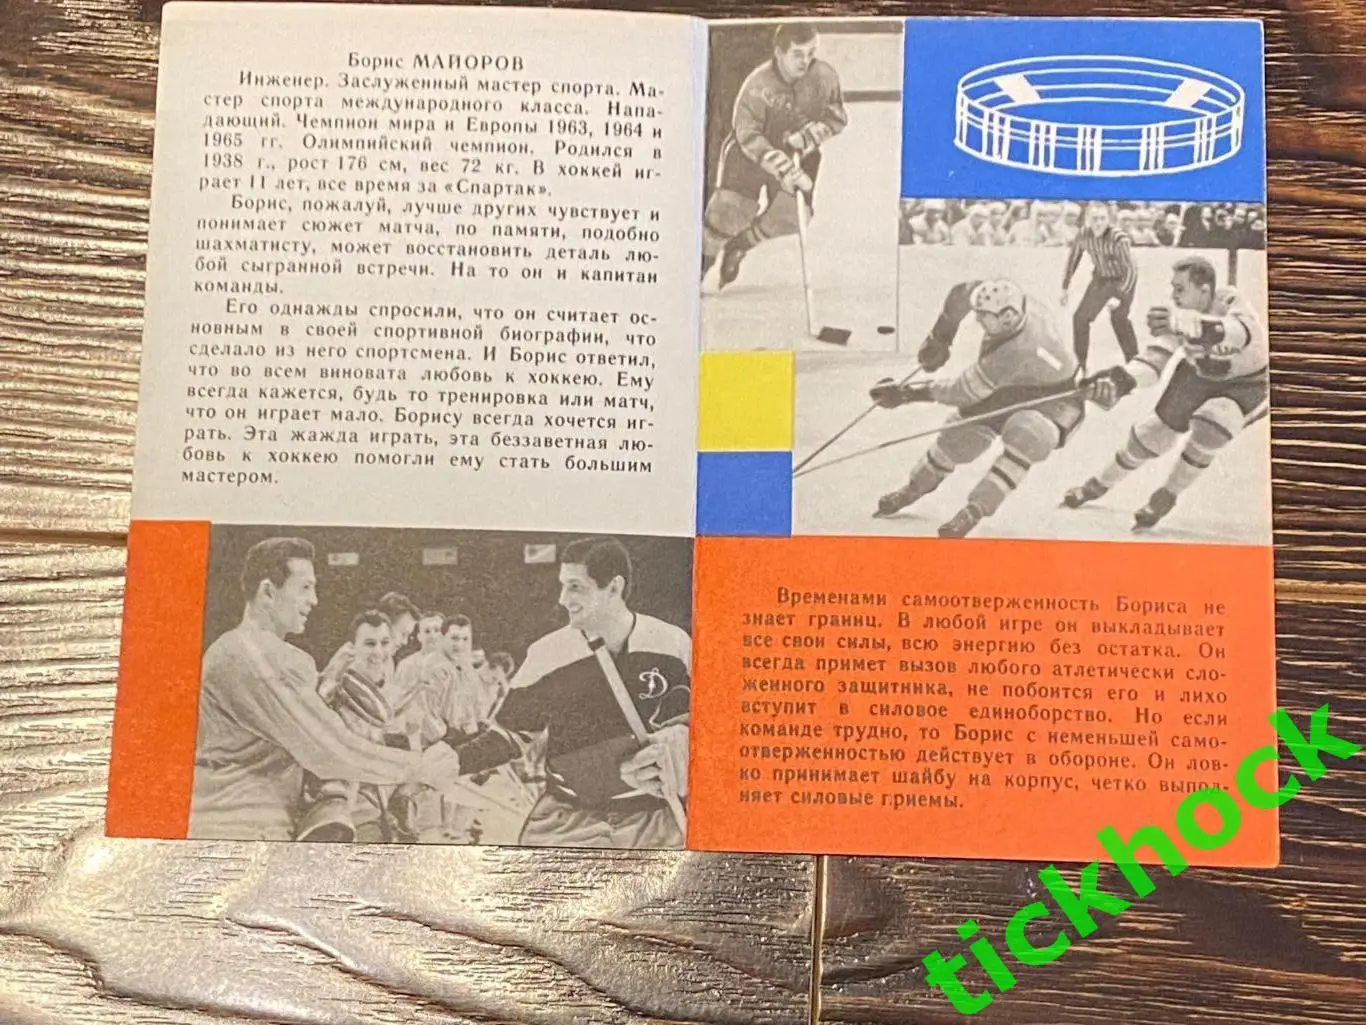 Борис МАЙОРОВ
Инженер. Заслуженный мастер спорта. Ма-
стер спорта международного класса. Напа-
дающий. Чемпион мира и Европы 1963, 1964 и
1965 гг. Олимпийский чемпион. Родился в
1938 г., рост 176 см, вес 72 кг. В хоккей иг-
рает 11 лет, все время за «Спартак».
Борис, пожалуй, лучше других чувствует и
понимает сюжет матча, по памяти, подобно
шахматисту, может восстановить деталь лю-
бой сыгранной встречи. На то он и капитан
команды.
Его однажды спросили, что он считает ос-
новным в своей спортивной биографии, что
сделало из него спортсмена. И Борис ответил,
что во всем виновата любовь к хоккею. Ему
всегда кажется, будь то тренировка или матч,
что он играет мало. Борису всегда хочется иг-
рать. Эта жажда играть, эта беззаветная лю-
бовь к хоккею помогли ему стать большим
мастером.
Д
Временами самоотверженность Бориса не
знает границ. В любой игре он выкладывает
все свои силы, всю энергию без остатка. Он
всегда примет вызов любого атлетически сло-
женного защитника, не побоится его и лихо
вступит в силовое единоборство. Но если
команде трудно, то Борис с неменьшей само-
отверженностью действует в обороне. Он лов-
ко принимает шайбу на корпус, четко выпол-
няет силовые приемы.
tickhock